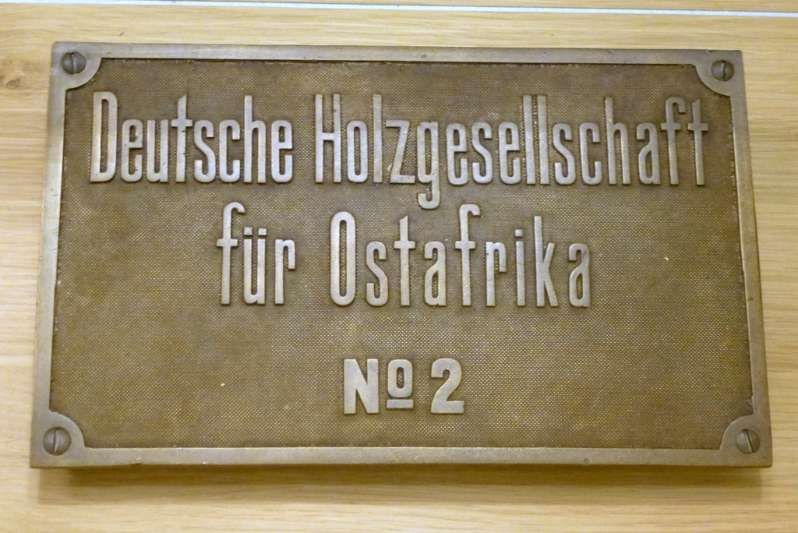 Deutsche Holzgesellschaft
für Ostafrika
Nº 2